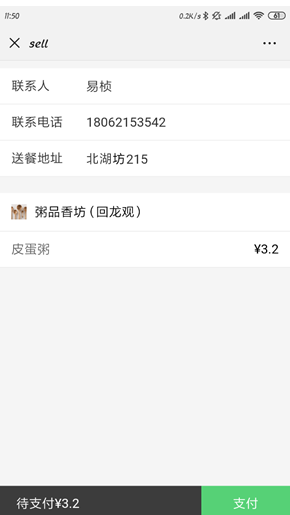 11:50 0.2K/s 61
sell
联系人 易桢
联系电话 18062153542
送餐地址 北湖坊215
粥品香坊（回龙观）
皮蛋粥 ¥3.2
待支付¥3.2 支付